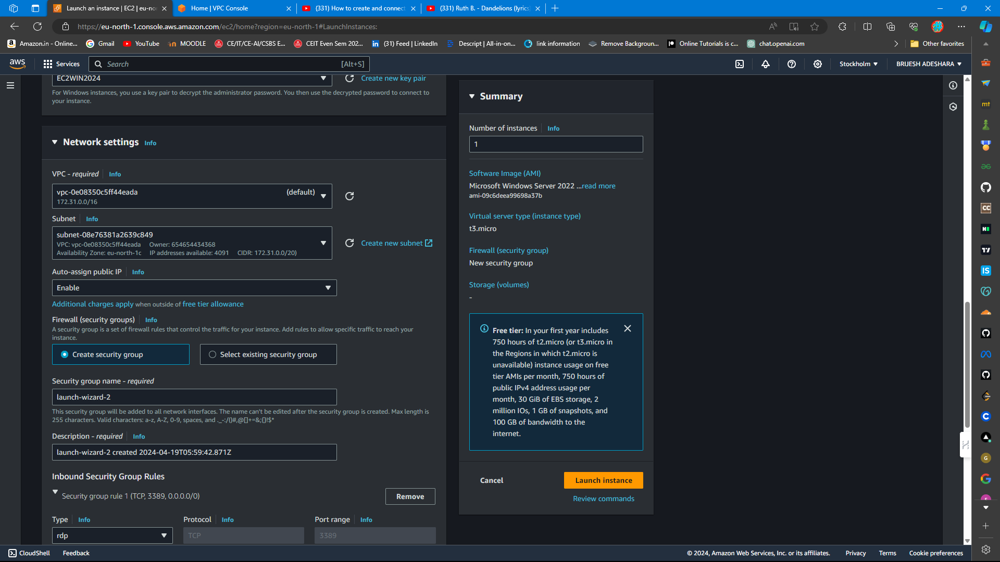 Launch an instance | EC2 | eu-no
Home | VPC Console
(331) How to create and connect
(331) Ruth B. - Dandelions (lyrics
https://eu-north-1.console.aws.amazon.com/ec2/home?region=eu-north-1#LaunchInstances:
Amazon.in - Online...
Gmail
YouTube
MOODLE
CE/IT/CE-AI/CSBS E...
CEIT Even Sem 202...
(31) Feed | LinkedIn
Descript | All-in-on...
link information
Remove Backgroun...
Online Tutorials is c...
chat.openai.com
Other favorites
aws
Services
Search
[Alt+S]
Stockholm
BRIJESH ADESHARA
EC2WIN2024
Create new key pair
For Windows instances, you use a key pair to decrypt the administrator password. You then use the decrypted password to connect to
your instance.
Network settings Info
VPC - required Info
vpc-0e08350c5ff44eada (default)
172.31.0.0/16
Subnet Info
subnet-08e76381a2639c849
VPC: vpc-0e08350c5ff44eada Owner: 654654434368
Availability Zone: eu-north-1c IP addresses available: 4091 CIDR: 172.31.0.0/20)
Create new subnet
Auto-assign public IP Info
Enable
Additional charges apply when outside of free tier allowance
Firewall (security groups) Info
A security group is a set of firewall rules that control the traffic for your instance. Add rules to allow specific traffic to reach your
instance.
Create security group
Select existing security group
Security group name - required
launch-wizard-2
This security group will be added to all network interfaces. The name can't be edited after the security group is created. Max length is
255 characters. Valid characters: a-z, A-Z, 0-9, spaces, and ._-:/()#,@[]+=&;{}!$*
Description - required Info
launch-wizard-2 created 2024-04-19T05:59:42.871Z
Inbound Security Group Rules
Security group rule 1 (TCP, 3389, 0.0.0.0/0)
Remove
Type Info
Protocol Info
Port range Info
rdp
TCP
3389
Summary
Number of instances Info
1
Software Image (AMI)
Microsoft Windows Server 2022 ...read more
ami-09c6deea99698a37b
Virtual server type (instance type)
t3.micro
Firewall (security group)
New security group
Storage (volumes)
-
Free tier: In your first year includes
750 hours of t2.micro (or t3.micro in
the Regions in which t2.micro is
unavailable) instance usage on free
tier AMIs per month, 750 hours of
public IPv4 address usage per
month, 30 GiB of EBS storage, 2
million IOs, 1 GB of snapshots, and
100 GB of bandwidth to the
internet.
Cancel
Launch instance
Review commands
mt
CC
IS
G
CloudShell
Feedback
© 2024, Amazon Web Services, Inc. or its affiliates.
Privacy
Terms
Cookie preferences